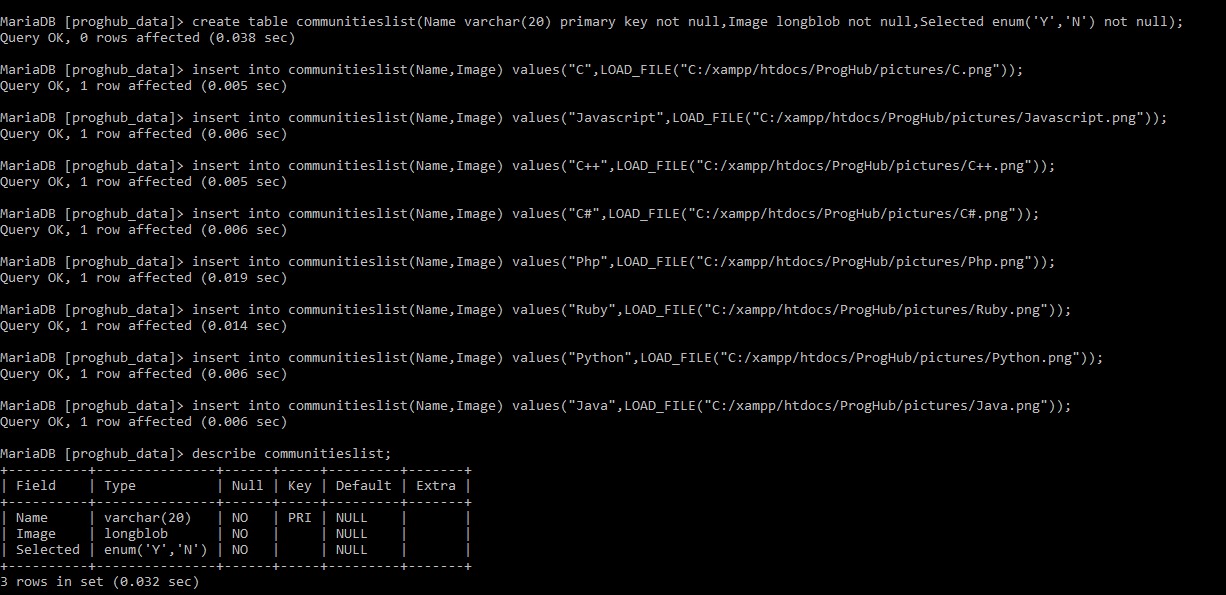 MariaDB [proghub_data]> create table communitieslist(Name varchar(20) primary key not null,Image longblob not null,Selected enum('Y','N') not null);
Query OK, 0 rows affected (0.038 sec)
MariaDB [proghub_data]> insert into communitieslist(Name,Image) values("C",LOAD_FILE("C:/xampp/htdocs/ProgHub/pictures/C.png"));
Query OK, 1 row affected (0.005 sec)
MariaDB [proghub_data]> insert into communitieslist(Name,Image) values("Javascript",LOAD_FILE("C:/xampp/htdocs/ProgHub/pictures/Javascript.png"));
Query OK, 1 row affected (0.006 sec)
MariaDB [proghub_data]> insert into communitieslist(Name,Image) values("C++",LOAD_FILE("C:/xampp/htdocs/ProgHub/pictures/C++.png"));
Query OK, 1 row affected (0.005 sec)
MariaDB [proghub_data]> insert into communitieslist(Name,Image) values("C#",LOAD_FILE("C:/xampp/htdocs/ProgHub/pictures/C#.png"));
Query OK, 1 row affected (0.006 sec)
MariaDB [proghub_data]> insert into communitieslist(Name,Image) values("Php",LOAD_FILE("C:/xampp/htdocs/ProgHub/pictures/Php.png"));
Query OK, 1 row affected (0.019 sec)
MariaDB [proghub_data]> insert into communitieslist(Name,Image) values("Ruby",LOAD_FILE("C:/xampp/htdocs/ProgHub/pictures/Ruby.png"));
Query OK, 1 row affected (0.014 sec)
MariaDB [proghub_data]> insert into communitieslist(Name,Image) values("Python",LOAD_FILE("C:/xampp/htdocs/ProgHub/pictures/Python.png"));
Query OK, 1 row affected (0.006 sec)
MariaDB [proghub_data]> insert into communitieslist(Name,Image) values("Java",LOAD_FILE("C:/xampp/htdocs/ProgHub/pictures/Java.png"));
Query OK, 1 row affected (0.006 sec)
MariaDB [proghub_data]> describe communitieslist;
+----------+---------------+------+-----+---------+-------+
| Field    | Type          | Null | Key | Default | Extra |
+----------+---------------+------+-----+---------+-------+
| Name     | varchar(20)   | NO   | PRI | NULL    |       |
| Image    | longblob      | NO   |     | NULL    |       |
| Selected | enum('Y','N') | NO   |     | NULL    |       |
+----------+---------------+------+-----+---------+-------+
3 rows in set (0.032 sec)